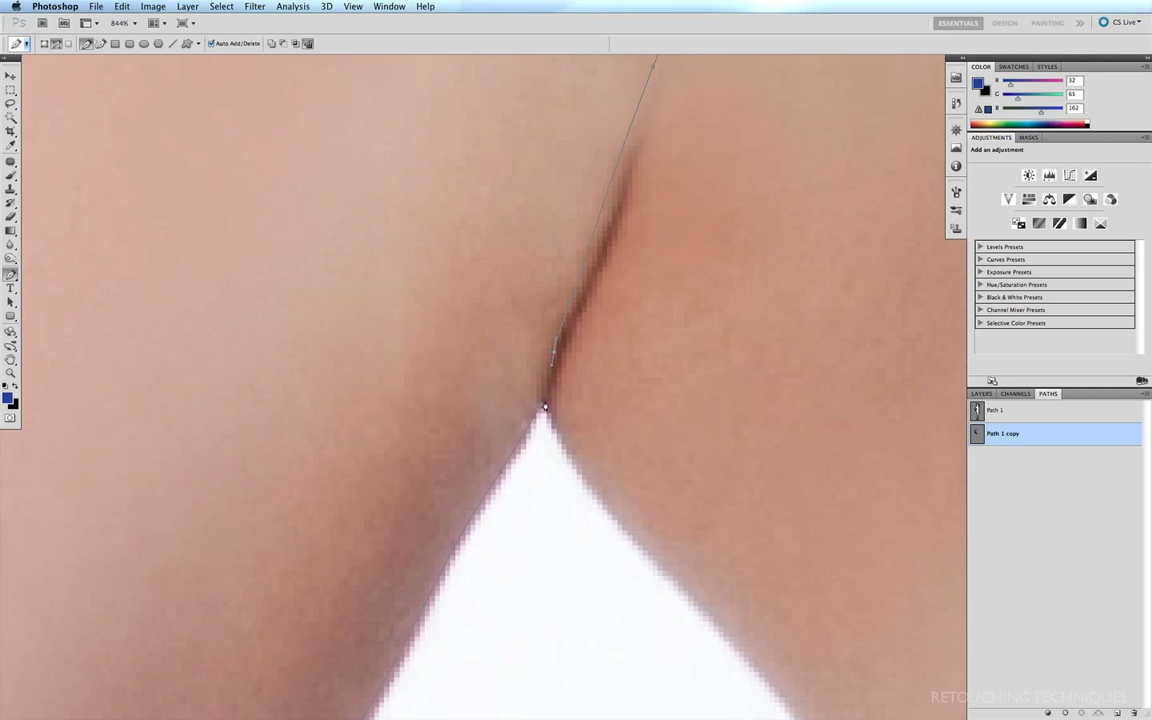 Photoshop File Edit Image Layer Select Filter Analysis 3D View Window Help
Ps Br Mb 844% ESSENTIALS DESIGN PAINTING CS Live
Auto Add/Delete
COLOR SWATCHES STYLES
R 32
G 65
B 162
ADJUSTMENTS MASKS
Add an adjustment
Levels Presets
Curves Presets
Exposure Presets
Hue/Saturation Presets
Black & White Presets
Channel Mixer Presets
Selective Color Presets
LAYERS CHANNELS PATHS
Path 1
Path 1 copy
RETOUCHING TECHNIQUES